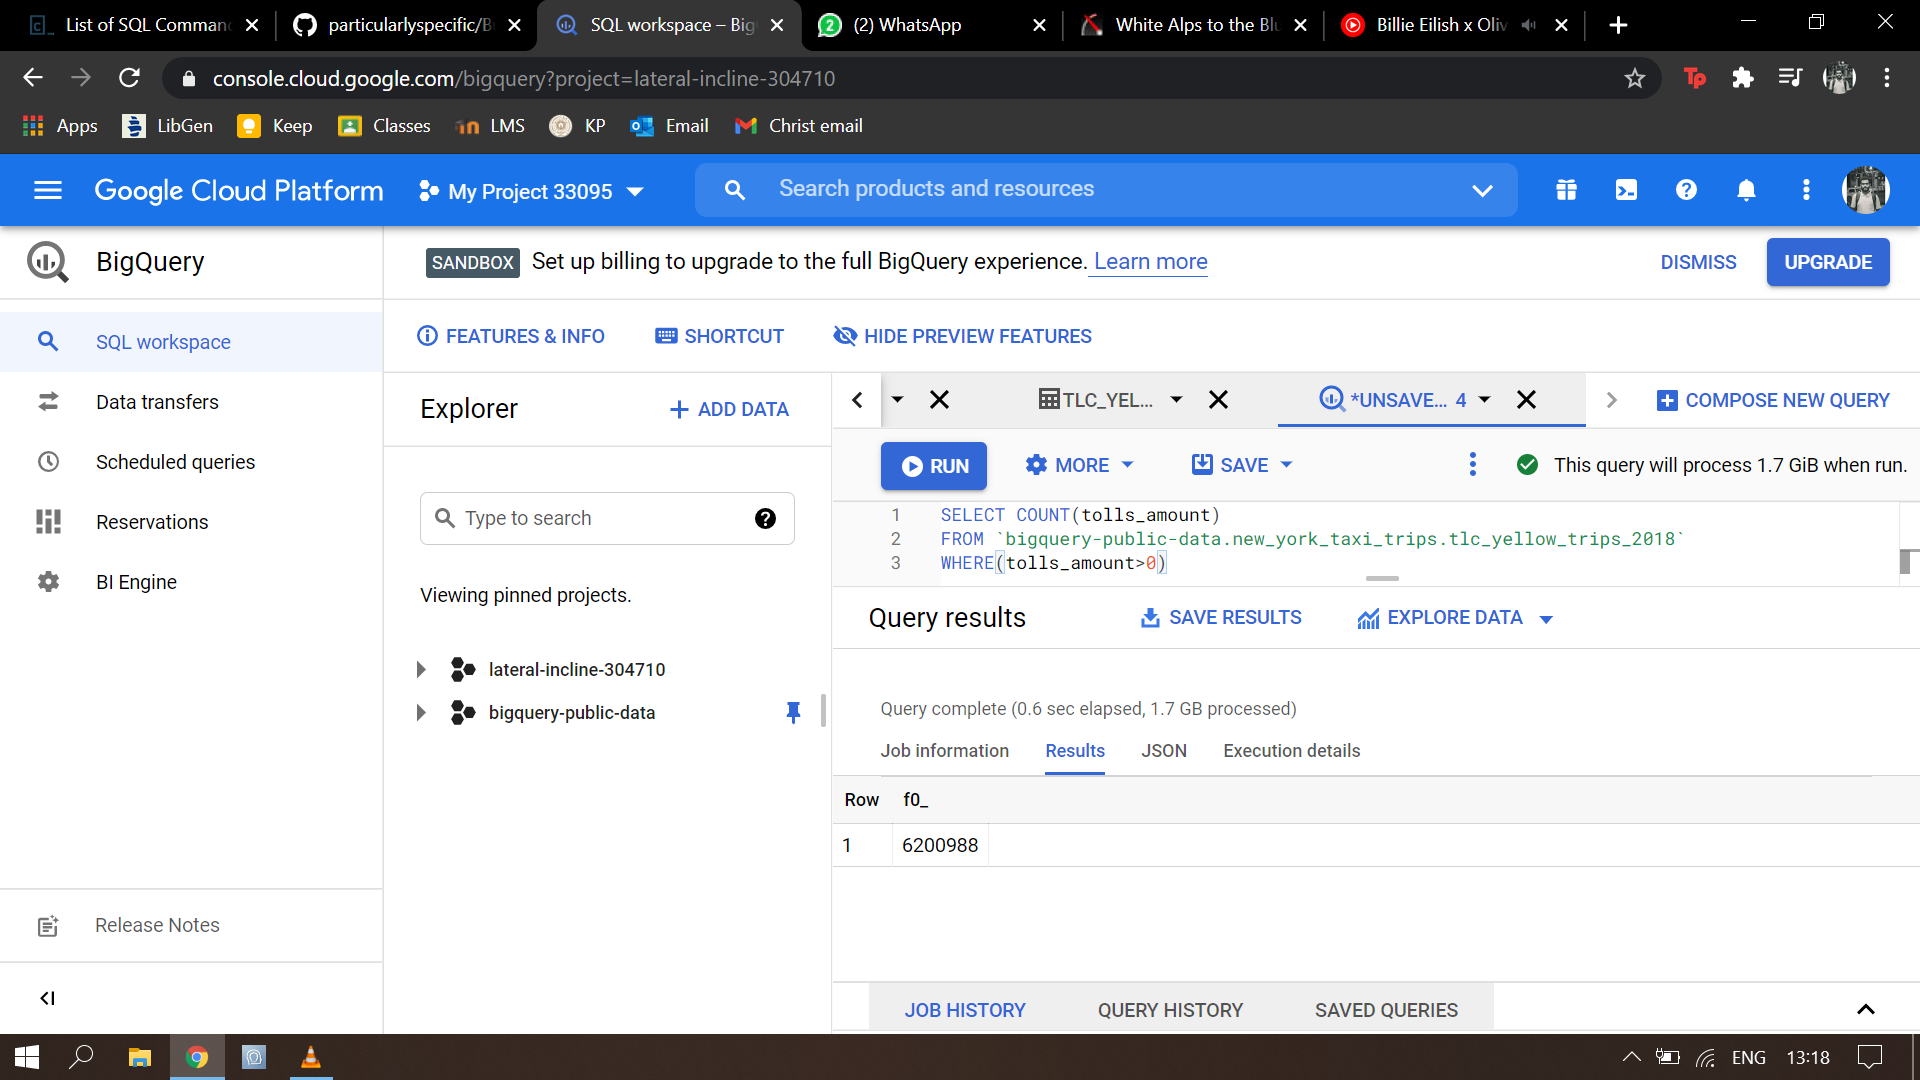 List of SQL Comman
particularlyspecific/B
SQL workspace – Big
(2) WhatsApp
White Alps to the Blu
Billie Eilish x Oliv
console.cloud.google.com/bigquery?project=lateral-incline-304710
Apps
LibGen
Keep
Classes
LMS
KP
Email
Christ email
Google Cloud Platform
My Project 33095
Search products and resources
BigQuery
SANDBOX Set up billing to upgrade to the full BigQuery experience. Learn more
DISMISS
UPGRADE
SQL workspace
Data transfers
Scheduled queries
Reservations
BI Engine
Release Notes
FEATURES & INFO
SHORTCUT
HIDE PREVIEW FEATURES
Explorer
ADD DATA
Type to search
Viewing pinned projects.
lateral-incline-304710
bigquery-public-data
TLC_YEL...
*UNSAVE... 4
COMPOSE NEW QUERY
RUN
MORE
SAVE
This query will process 1.7 GiB when run.
1 SELECT COUNT(tolls_amount)
2 FROM `bigquery-public-data.new_york_taxi_trips.tlc_yellow_trips_2018`
3 WHERE(tolls_amount>0)
Query results
SAVE RESULTS
EXPLORE DATA
Query complete (0.6 sec elapsed, 1.7 GB processed)
Job information
Results
JSON
Execution details
Row f0_
1 6200988
JOB HISTORY
QUERY HISTORY
SAVED QUERIES
ENG
13:18